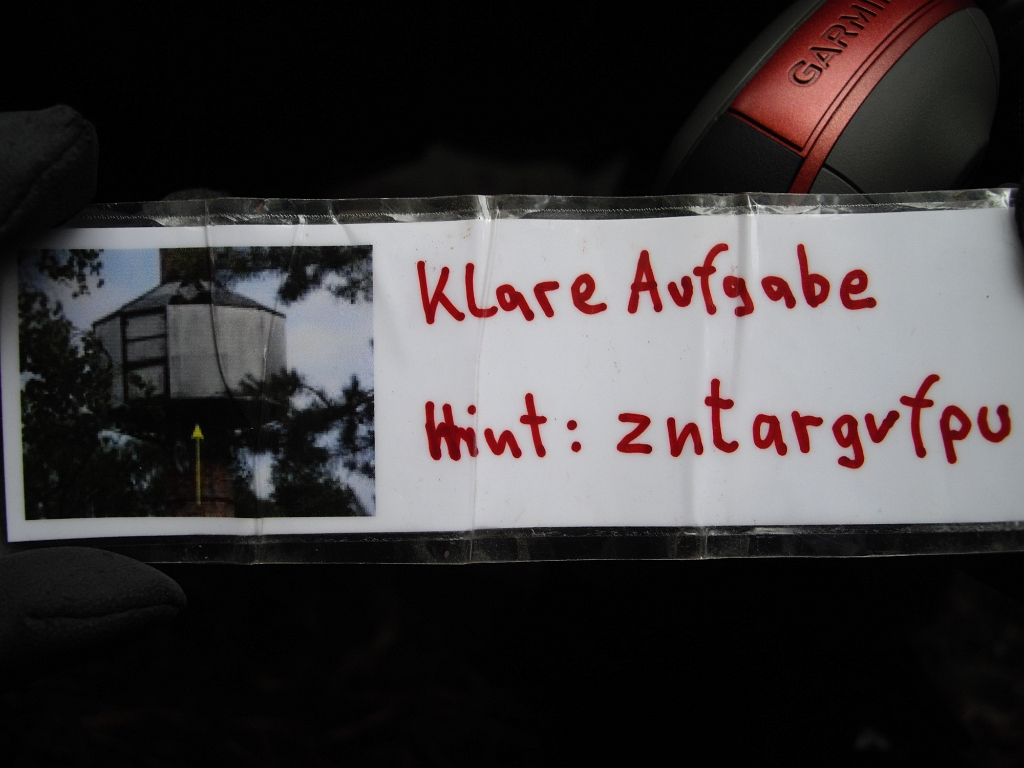 GARMIN
Klare Aufgabe
Hint: zntargvfpu